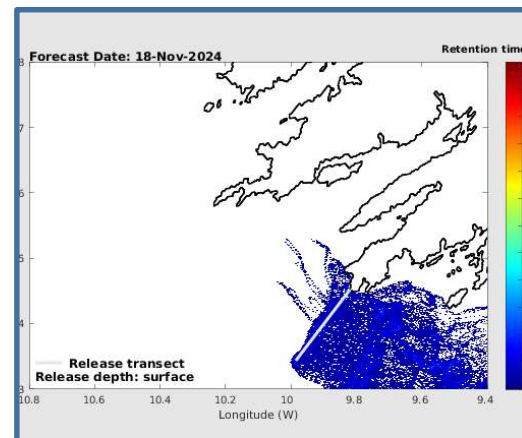 Forecast Date: 18-Nov-2024
Retention time
8
7
6
5
4
3
Release transect
Release depth: surface
10.8
10.6
10.4
10.2
10
9.8
9.6
9.4
Longitude (W)